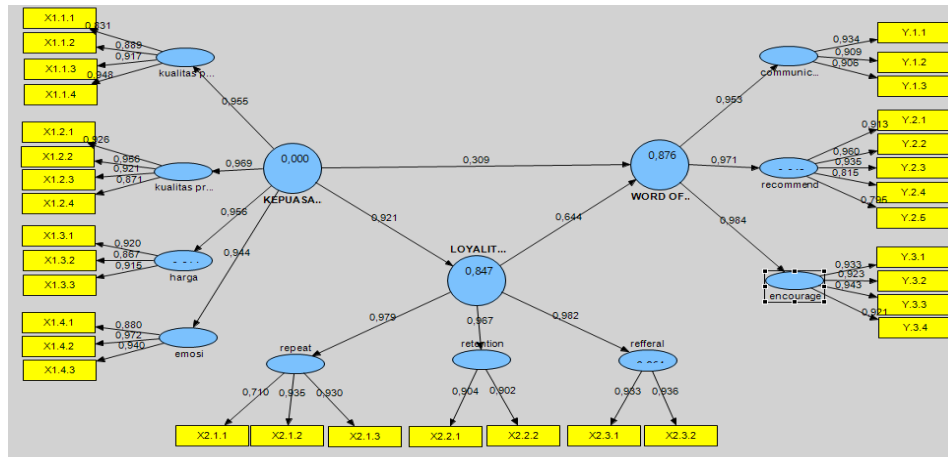 X1.1.1
0,831
X1.1.2
0,889
X1.1.3
0,917
X1.1.4
0,948
kualitas p...
0,955
X1.2.1
0,926
X1.2.2
0,966
X1.2.3
0,921
X1.2.4
0,871
kualitas pr...
0,969
0,000
KEPUASA..
X1.3.1
0,920
X1.3.2
0,867
X1.3.3
0,915
harga
0,956
X1.4.1
0,880
X1.4.2
0,972
X1.4.3
0,940
emosi
0,944
0,309
0,921
0,644
LOYALIT...
0,847
0,876
WORD OF..
0,953
communic...
0,934
Y.1.1
0,909
Y.1.2
0,906
Y.1.3
0,971
recommend
0,913
Y.2.1
0,960
Y.2.2
0,935
Y.2.3
0,815
Y.2.4
0,795
Y.2.5
0,984
encourage
0,933
Y.3.1
0,923
Y.3.2
0,943
Y.3.3
0,921
Y.3.4
0,979
0,967
0,982
repeat
retention
refferal
0,710
0,935
0,930
0,904
0,902
0,933
0,936
X2.1.1
X2.1.2
X2.1.3
X2.2.1
X2.2.2
X2.3.1
X2.3.2